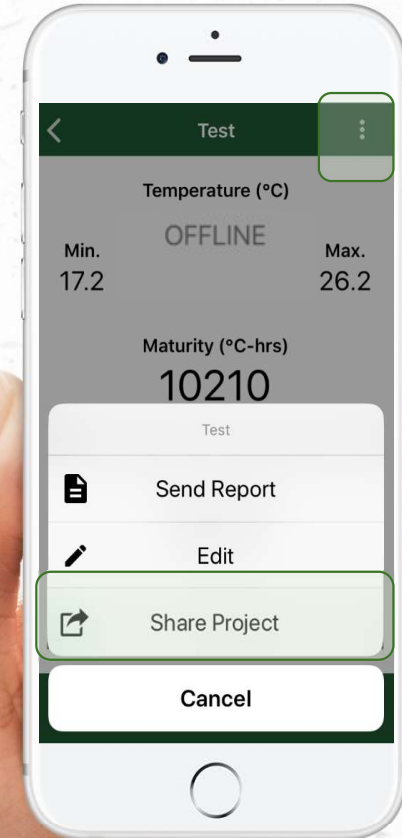 Test
Temperature (°C)
OFFLINE
Min.
Max.
17.2
26.2
Maturity (°C-hrs)
10210
Test
Send Report
Edit
Share Project
Cancel